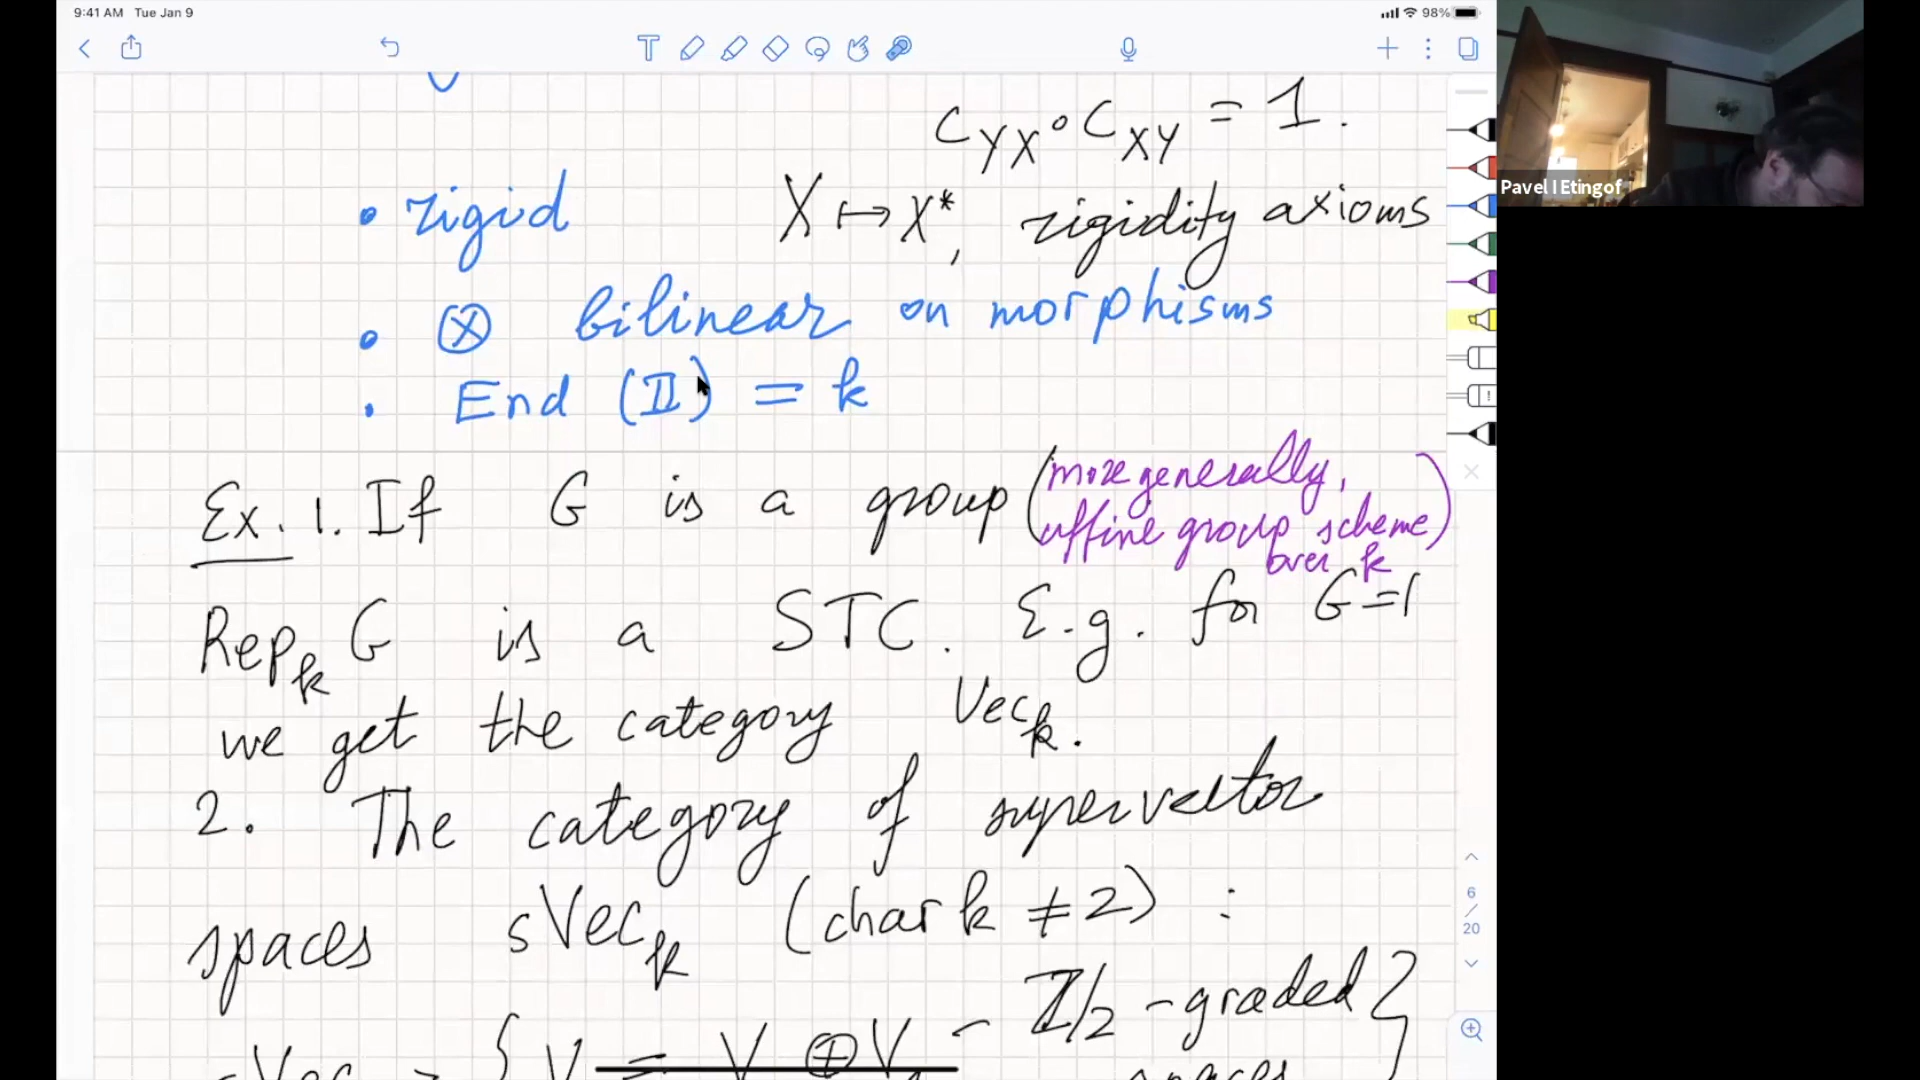 9:41 AM Tue Jan 9
98%
Pavel I Etingof
C_{YX} ∘ C_{XY} = 1.
• rigid X ↦ X*, rigidity axioms
• ⊗ bilinear on morphisms
• End (𝟙) = k
Ex. 1. If G is a group (more generally,
affine group scheme)
over k
Rep_k G is a STC. E.g. for G=1
we get the category Vec_k.
2. The category of supervector
spaces sVec_k (char k ≠ 2) :
ℤ/2 - graded
sVec = { V = V ⊕ V -
spaces
6
/
20